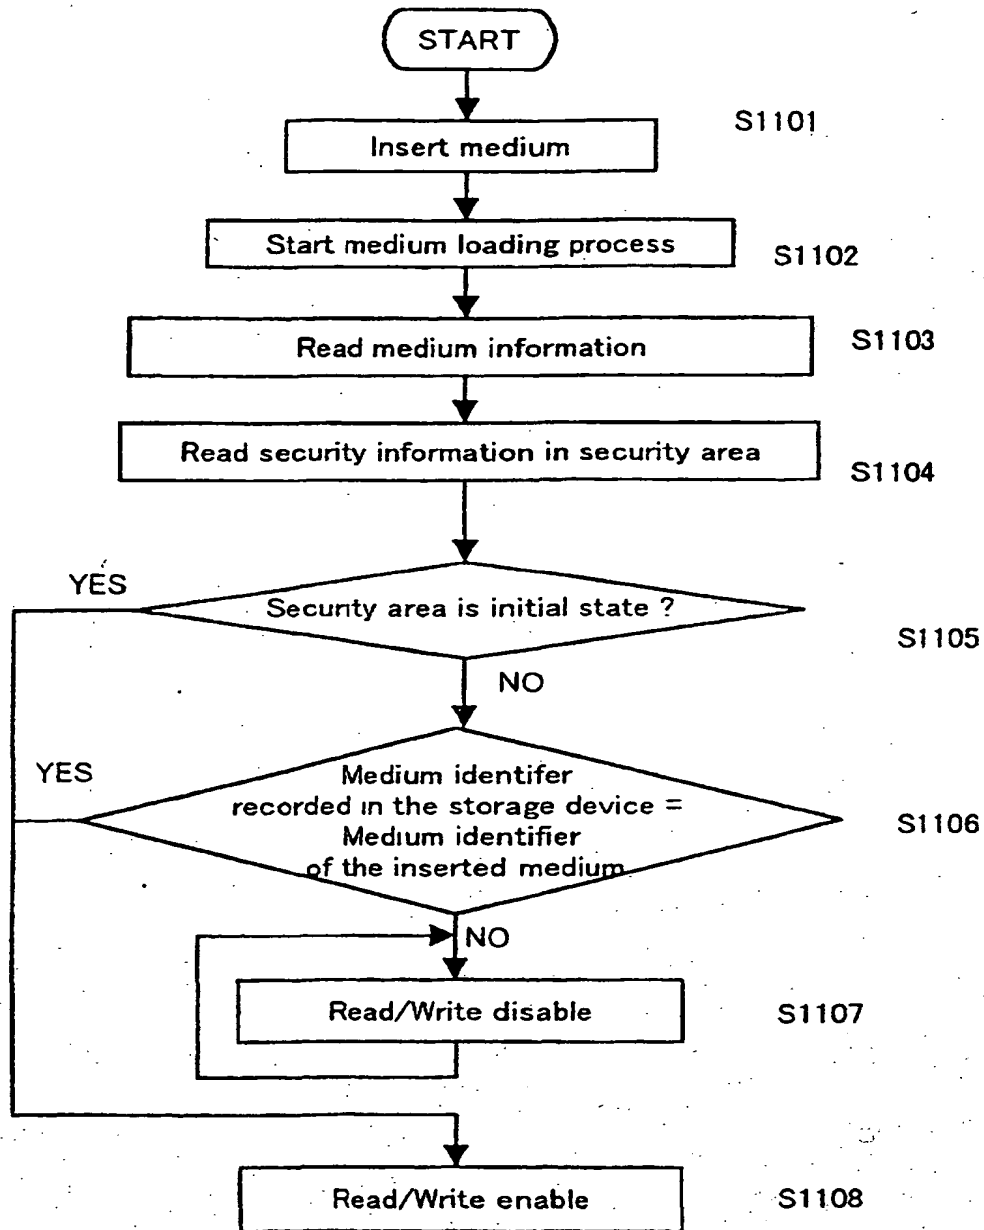 START
S1101
Insert medium
Start medium loading process
S1102
Read medium information
S1103
Read security information in security area
S1104
YES
Security area is initial state ?
S1105
NO
YES
Medium identifer
recorded in the storage device =
Medium identifier
of the inserted medium
S1106
NO
Read/Write disable
S1107
Read/Write enable
S1108